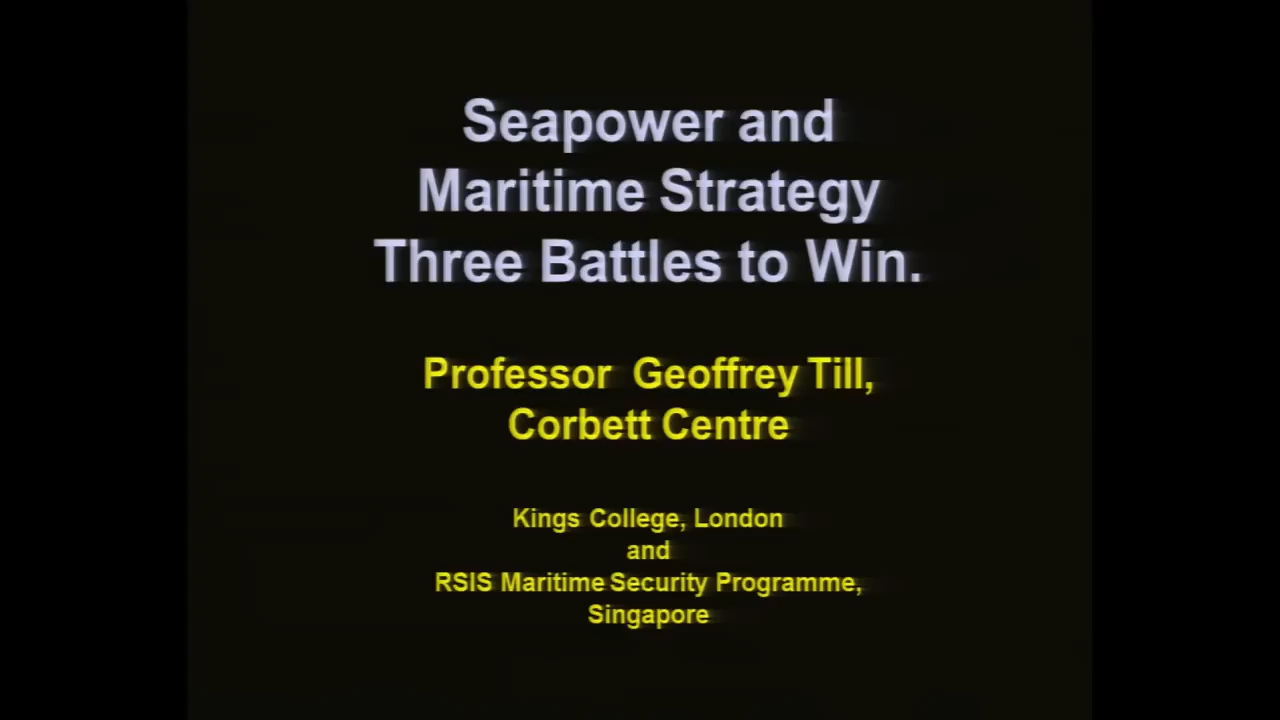 Seapower and
Maritime Strategy
Three Battles to Win.
Professor Geoffrey Till,
Corbett Centre
Kings College, London
and
RSIS Maritime Security Programme,
Singapore